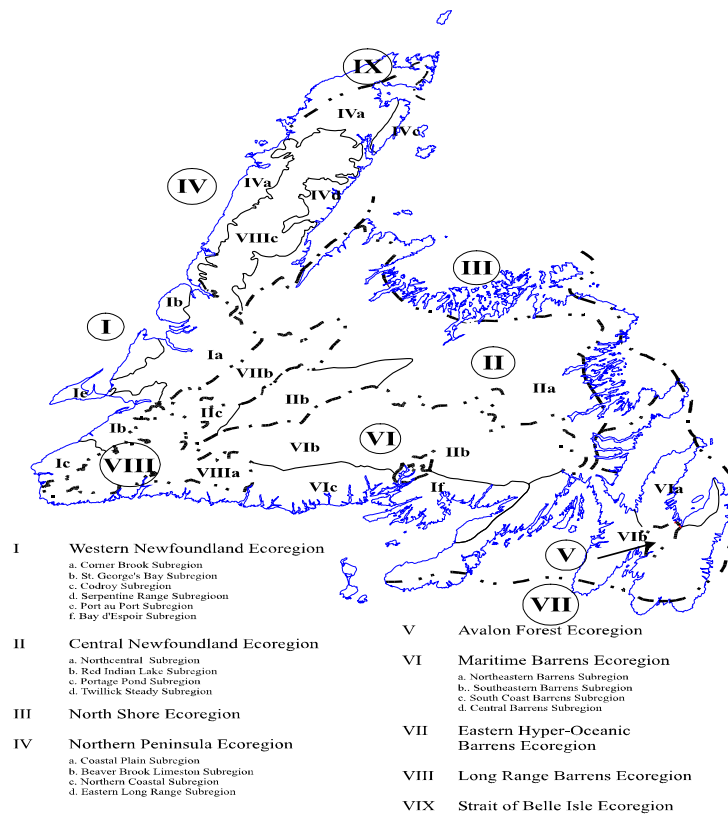 IX
IVa
IVc
IV
IVa
IVd
VIIIc
III
Ib
I
Ia
II
VIIb
IIa
Ie
IIb
IIc
Ib
VI
VIb
IIb
Ic
VIII
VIIIa
VIc
If
VIa
VIb
V
VII
I Western Newfoundland Ecoregion
a. Corner Brook Subregion
b. St. George's Bay Subregion
c. Codroy Subregion
d. Serpentine Range Subregioon
e. Port au Port Subregion
f. Bay d'Espoir Subregion
II Central Newfoundland Ecoregion
a. Northcentral Subregion
b. Red Indian Lake Subregion
c. Portage Pond Subregion
d. Twillick Steady Subregion
III North Shore Ecoregion
IV Northern Peninsula Ecoregion
a. Coastal Plain Subregion
b. Beaver Brook Limeston Subregion
c. Northern Coastal Subregion
d. Eastern Long Range Subregion
V Avalon Forest Ecoregion
VI Maritime Barrens Ecoregion
a. Northeastern Barrens Subregion
b.. Southeastern Barrens Subregion
c. South Coast Barrens Subregion
d. Central Barrens Subregion
VII Eastern Hyper-Oceanic
Barrens Ecoregion
VIII Long Range Barrens Ecoregion
VIX Strait of Belle Isle Ecoregion